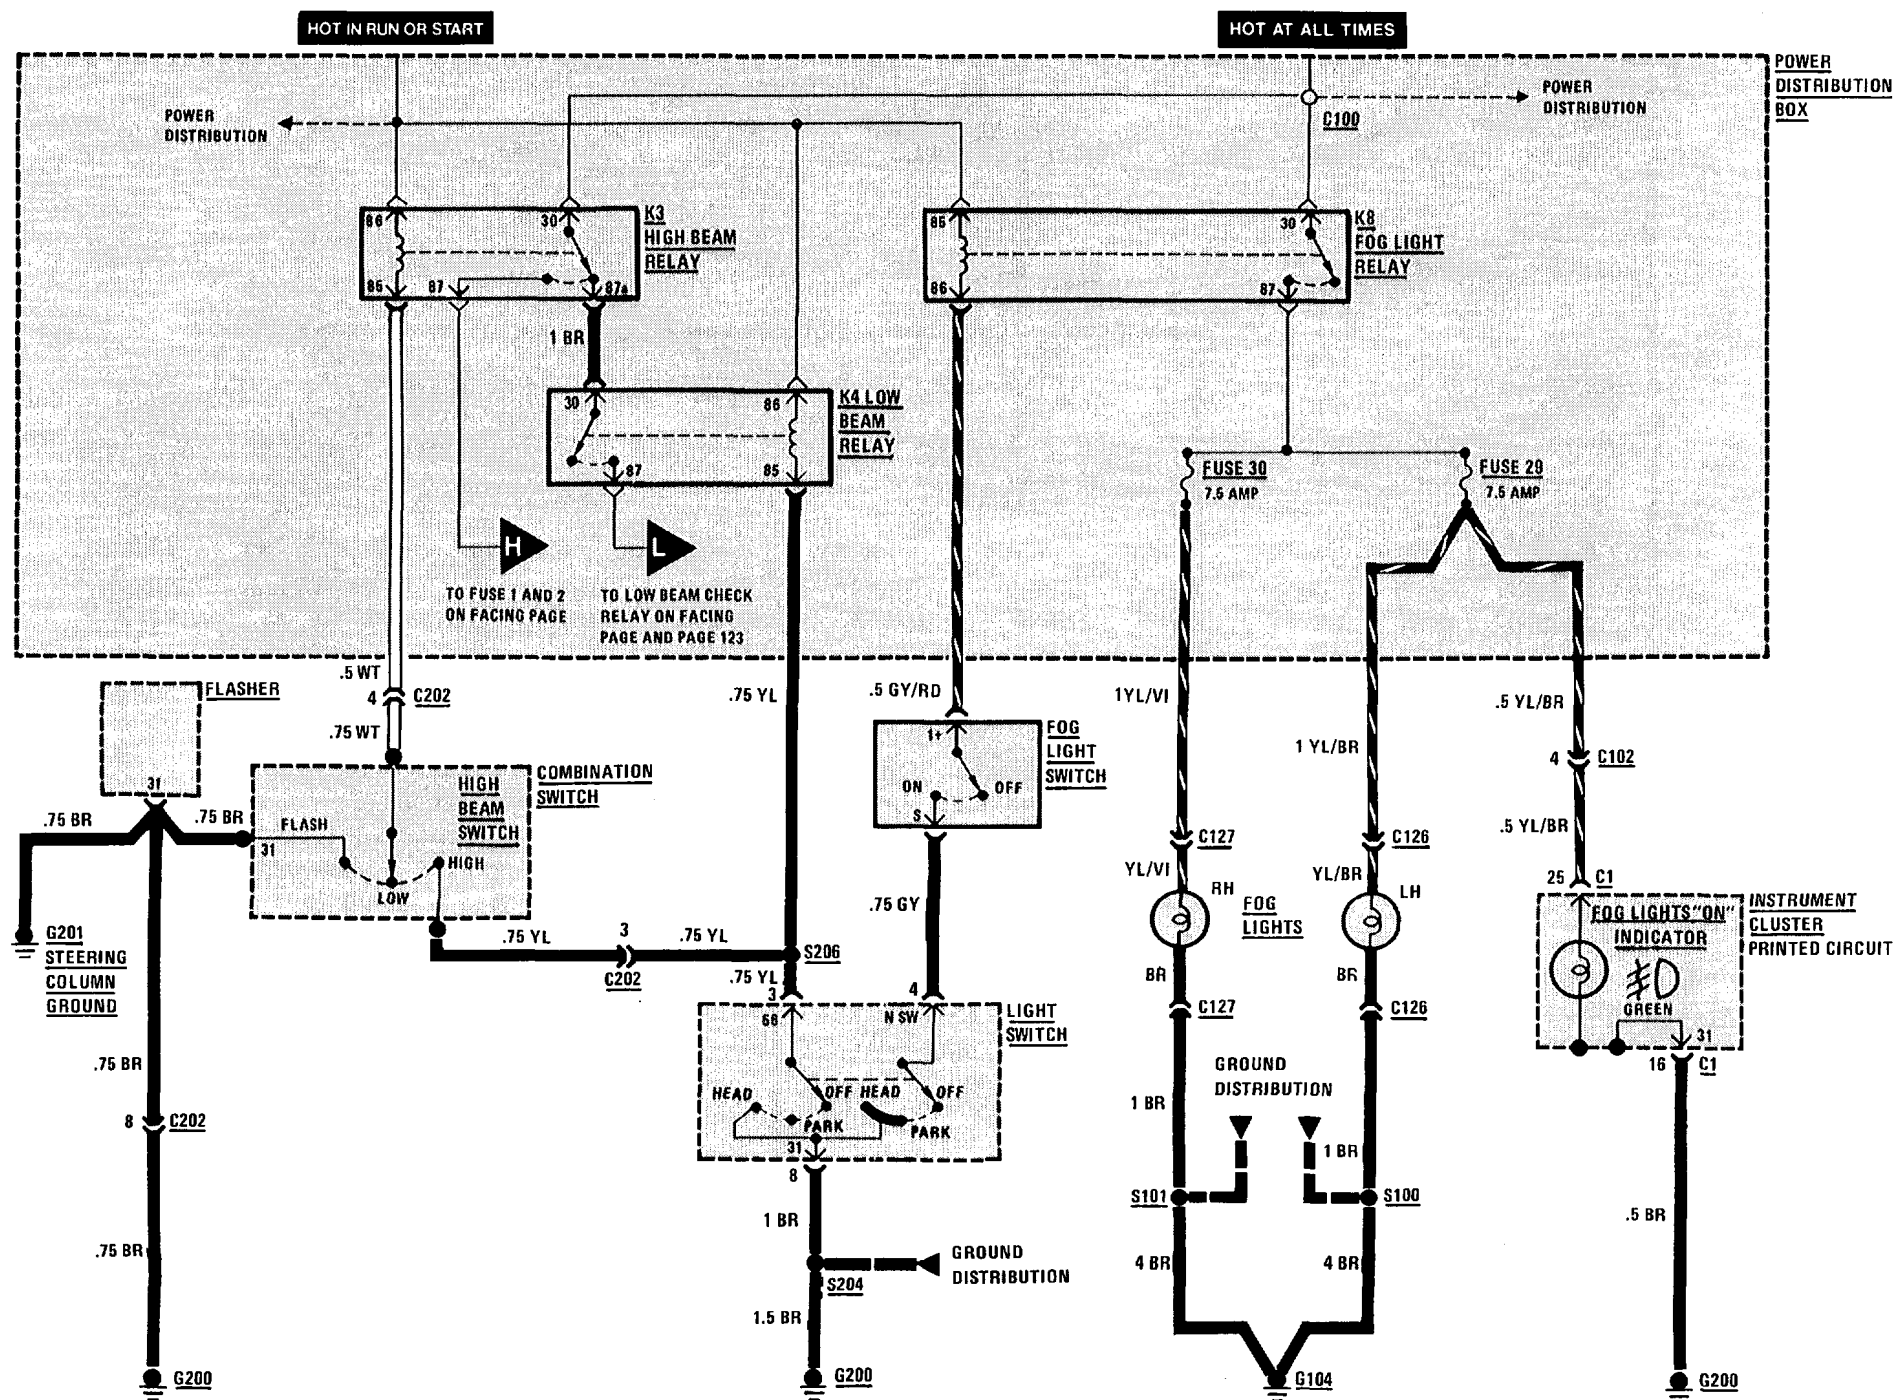 HOT IN RUN OR START
HOT AT ALL TIMES
POWER
DISTRIBUTION
BOX
POWER
DISTRIBUTION
POWER
DISTRIBUTION
C100
86
30
K3
HIGH BEAM
RELAY
85
87
87a
85
30
K8
FOG LIGHT
RELAY
86
87
1 BR
30
86
K4 LOW
BEAM
RELAY
87
85
FUSE 30
7.5 AMP
FUSE 29
7.5 AMP
H
L
TO FUSE 1 AND 2
ON FACING PAGE
TO LOW BEAM CHECK
RELAY ON FACING
PAGE AND PAGE 123
.5 WT
4
C202
.75 WT
.75 YL
.5 GY/RD
1YL/VI
1 YL/BR
.5 YL/BR
4
C102
.5 YL/BR
FLASHER
31
.75 BR
.75 BR
COMBINATION
SWITCH
HIGH
BEAM
SWITCH
FLASH
31
HIGH
LOW
1+
FOG
LIGHT
SWITCH
ON
OFF
S
C127
C126
YL/VI
YL/BR
RH
LH
FOG
LIGHTS
25
C1
FOG LIGHTS"ON"
INDICATOR
GREEN
31
16
C1
INSTRUMENT
CLUSTER
PRINTED CIRCUIT
G201
STEERING
COLUMN
GROUND
.75 YL
3
C202
.75 YL
S206
.75 YL
3
.75 GY
4
66
N SW
LIGHT
SWITCH
HEAD
OFF
PARK
HEAD
OFF
PARK
31
8
BR
BR
C127
C126
GROUND
DISTRIBUTION
1 BR
1 BR
S101
S100
4 BR
4 BR
G104
.75 BR
8
C202
.75 BR
G200
1 BR
S204
GROUND
DISTRIBUTION
1.5 BR
G200
.5 BR
G200